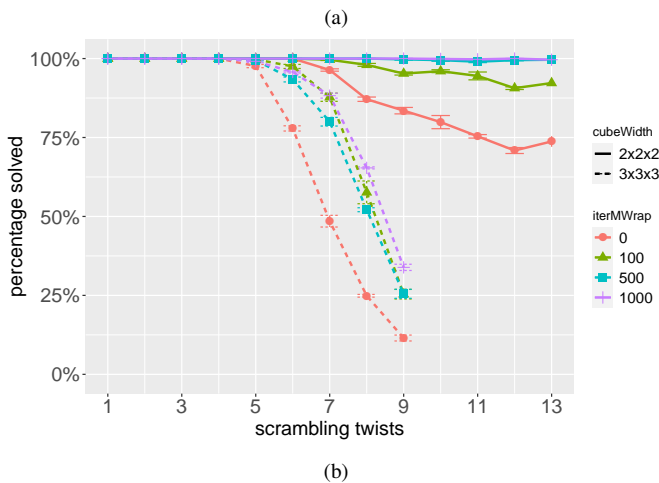 (a)
100%
75%
50%
25%
0%
percentage solved
1 3 5 7 9 11 13
scrambling twists
cubeWidth
2x2x2
3x3x3
iterMWrap
0
100
500
1000
(b)